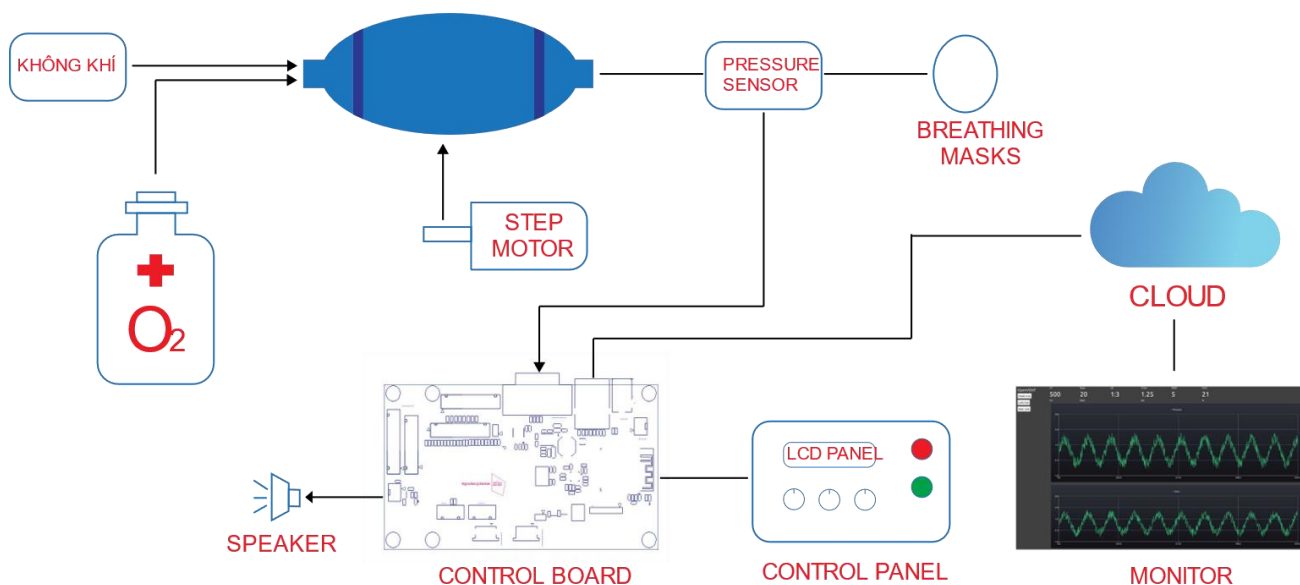 KHÔNG KHÍ
PRESSURE
SENSOR
BREATHING
MASKS
STEP
MOTOR
O2
CLOUD
500 20 1:3 1.25 5 21
LCD PANEL
SPEAKER
CONTROL BOARD
CONTROL PANEL
MONITOR